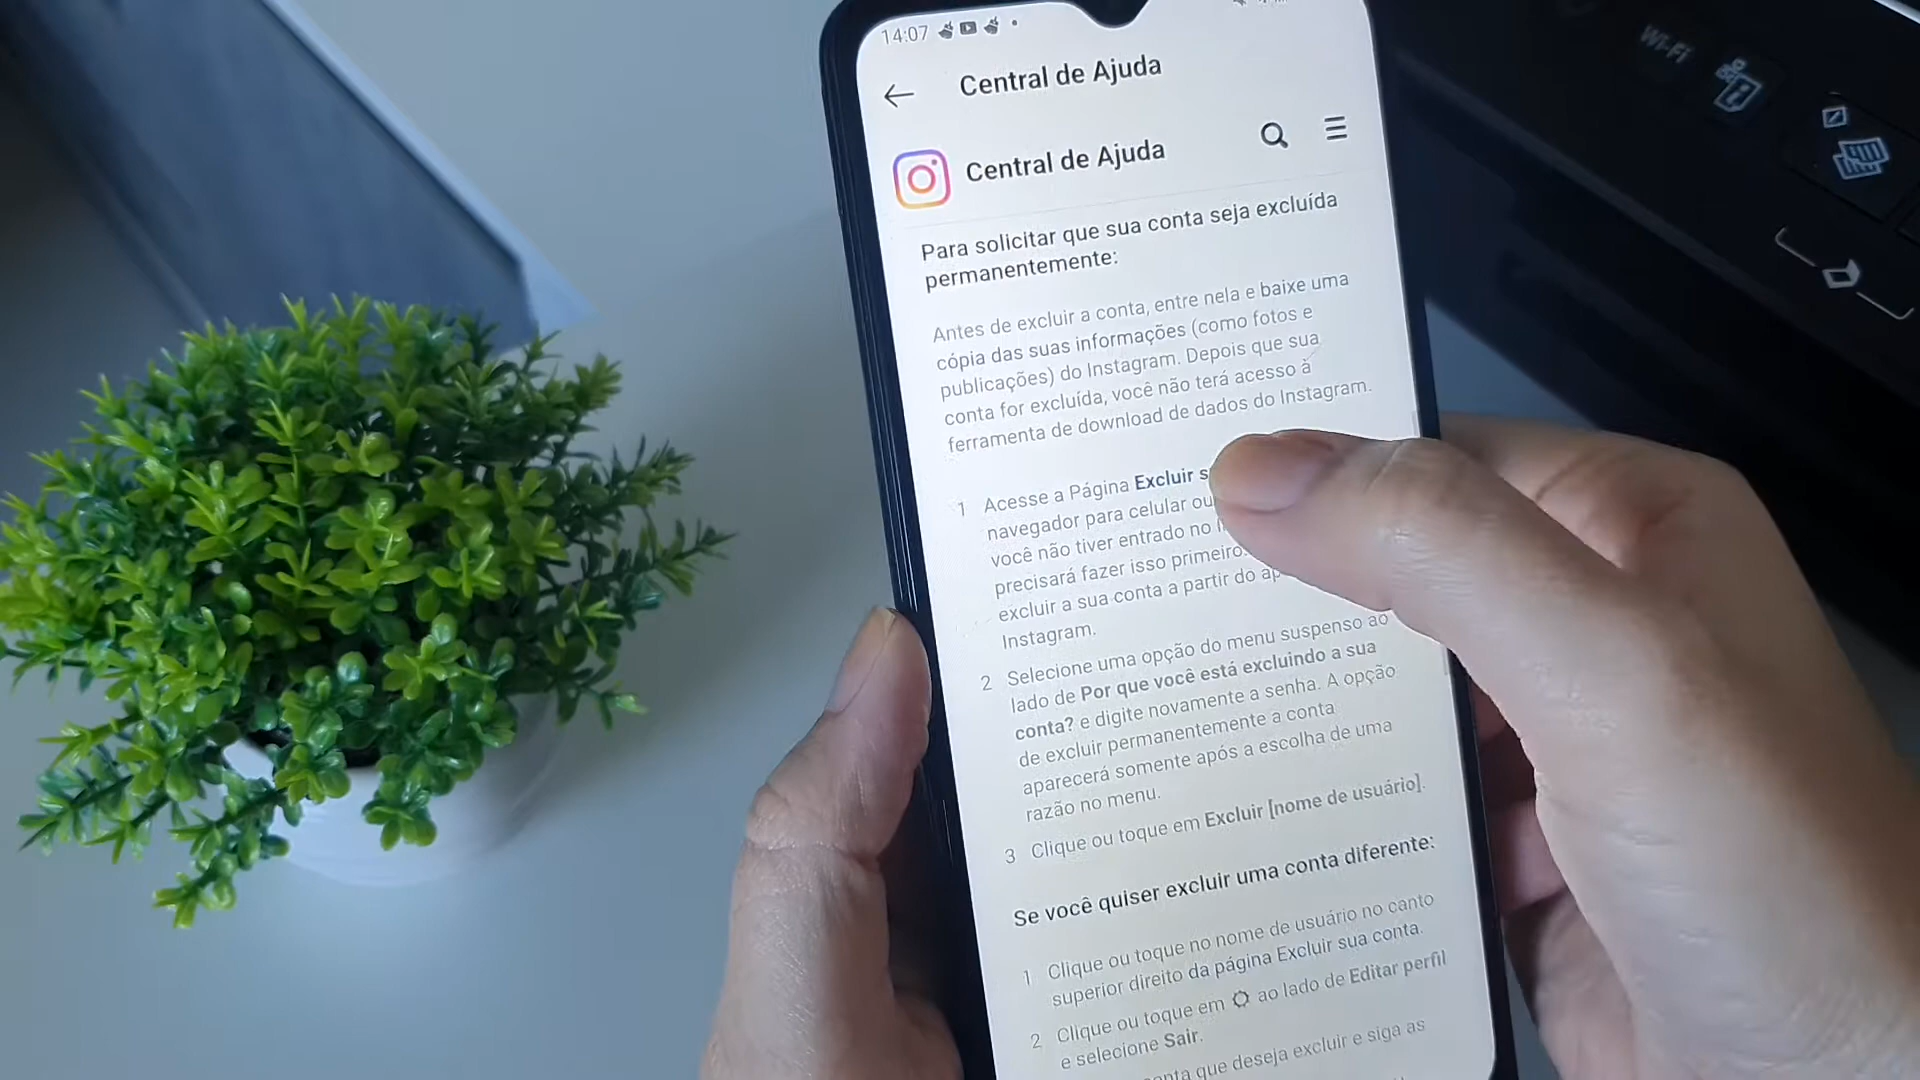 14:07
Central de Ajuda
Central de Ajuda
Para solicitar que sua conta seja excluída
permanentemente:
Antes de excluir a conta, entre nela e baixe uma
cópia das suas informações (como fotos e
publicações) do Instagram. Depois que sua
conta for excluída, você não terá acesso à
ferramenta de download de dados do Instagram.
1 Acesse a Página Excluir
navegador para celular ou
você não tiver entrado no
precisará fazer isso primeiro.
excluir a sua conta a partir do
Instagram.
2 Selecione uma opção do menu suspenso ao
lado de Por que você está excluindo a sua
conta? e digite novamente a senha. A opção
de excluir permanentemente a conta
aparecerá somente após a escolha de uma
razão no menu.
3 Clique ou toque em Excluir [nome de usuário].
Se você quiser excluir uma conta diferente:
1 Clique ou toque no nome de usuário no canto
superior direito da página Excluir sua conta.
2 Clique ou toque em ao lado de Editar perfil
e selecione Sair.
que deseja excluir e siga as
Wi-Fi